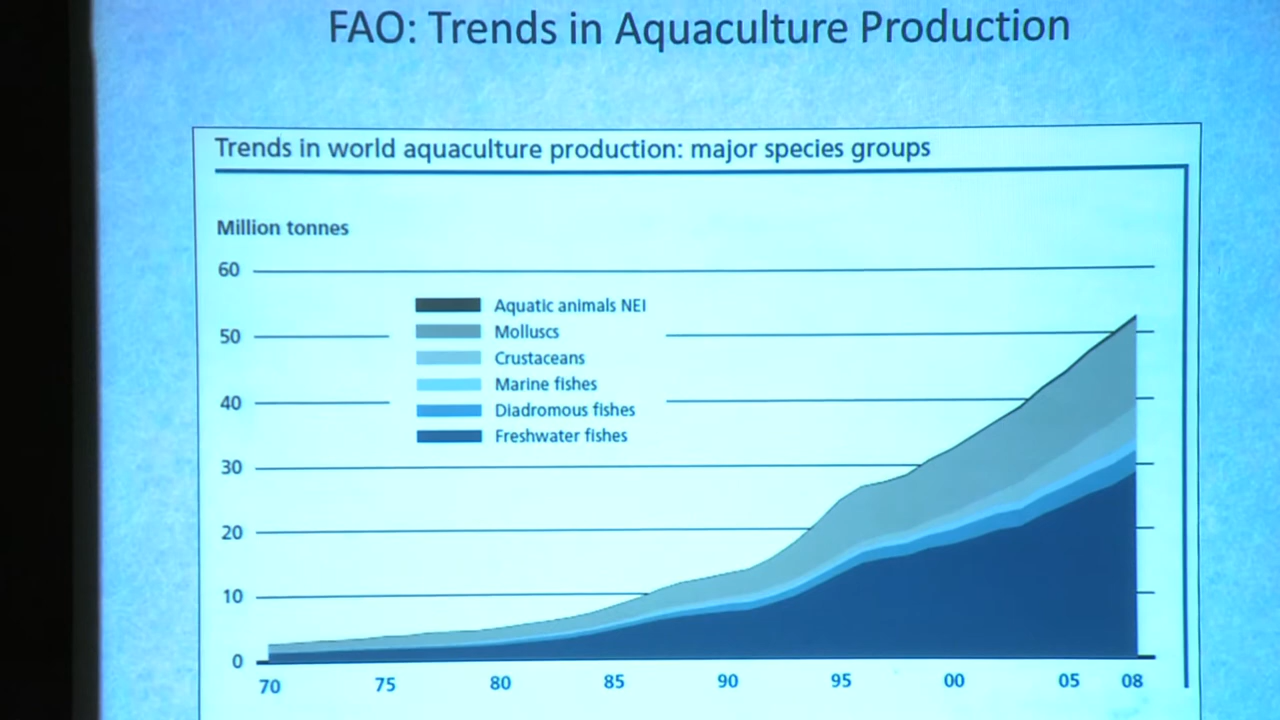 FAO: Trends in Aquaculture Production
Trends in world aquaculture production: major species groups
Million tonnes
60
Aquatic animals NEI
Molluscs
50
Crustaceans
Marine fishes
40
Diadromous fishes
Freshwater fishes
30
20
10
0
70 75 80 85 90 95 00 05 08